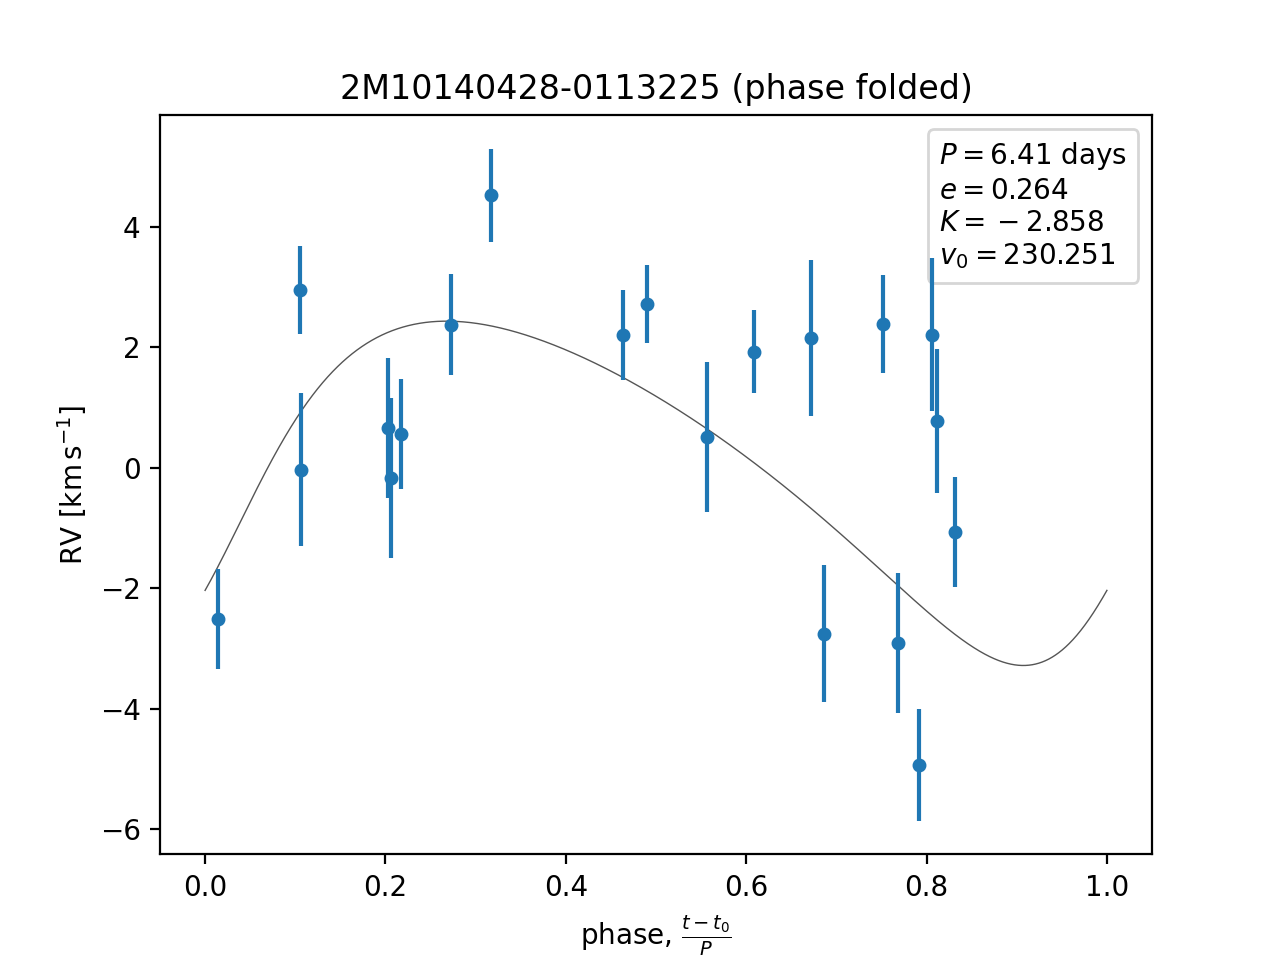 2M10140428-0113225 (phase folded)
P = 6.41 days
e = 0.264
K = −2.858
v₀ = 230.251
RV [km s⁻¹]
4
2
0
−2
−4
−6
0.0 0.2 0.4 0.6 0.8 1.0
phase, (t − t₀)/P